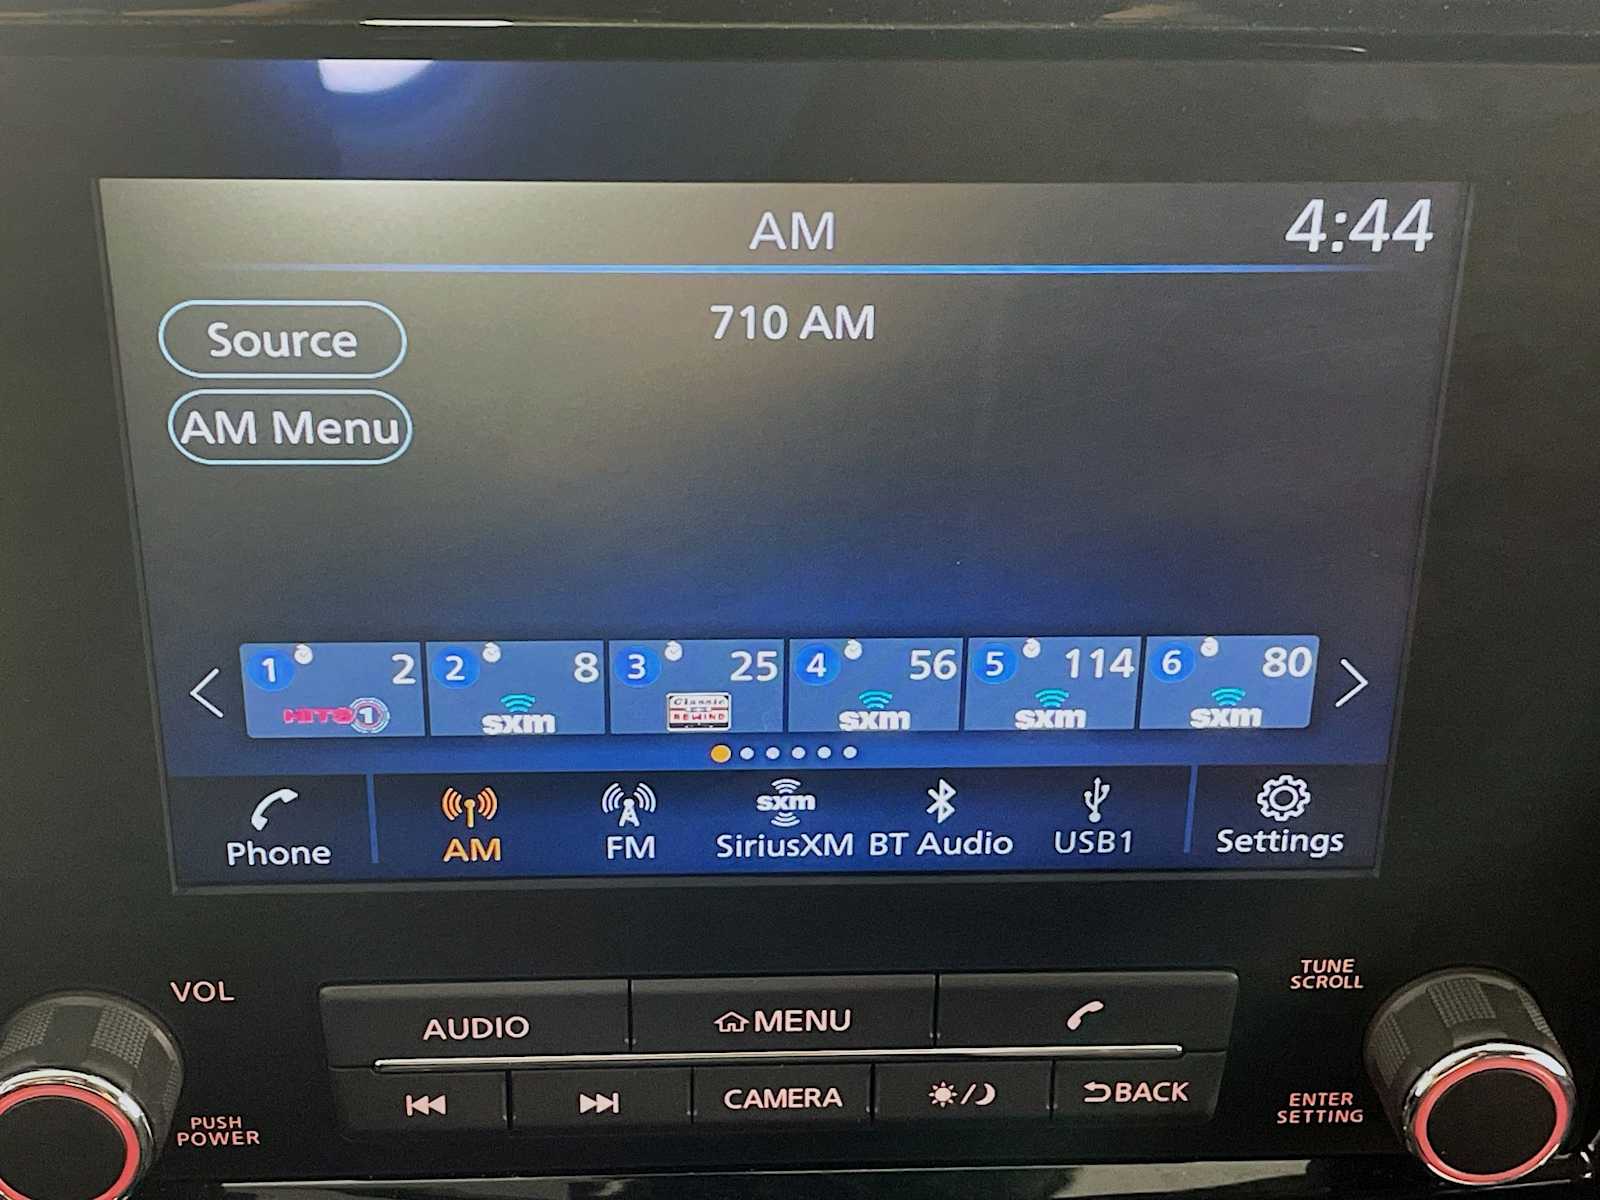 AM
4:44
Source
710 AM
AM Menu
1 2
HITS 1
2 8
sxm
3 25
Classic
REWIND
4 56
sxm
5 114
sxm
6 80
sxm
Phone
AM
FM
sxm
SiriusXM
BT Audio
USB1
Settings
VOL
TUNE
SCROLL
AUDIO
MENU
CAMERA
BACK
PUSH
POWER
ENTER
SETTING